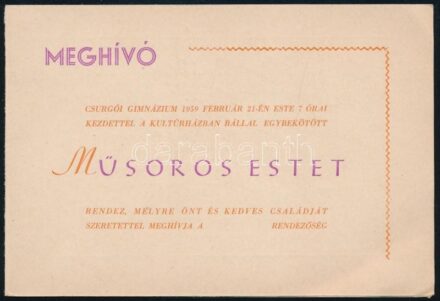 MEGHÍVÓ
CSURGÓI GIMNÁZIUM 1959 FEBRUÁR 21-ÉN ESTE 7 ÓRAI
KEZDETTEL A KULTÚRHÁZBAN BÁLLAL EGYBEKÖTÖTT
MŰSOROS ESTET
RENDEZ, MELYRE ÖNT ÉS KEDVES CSALÁDJÁT
SZERETETTEL MEGHÍVJA A RENDEZŐSÉG
darabanth